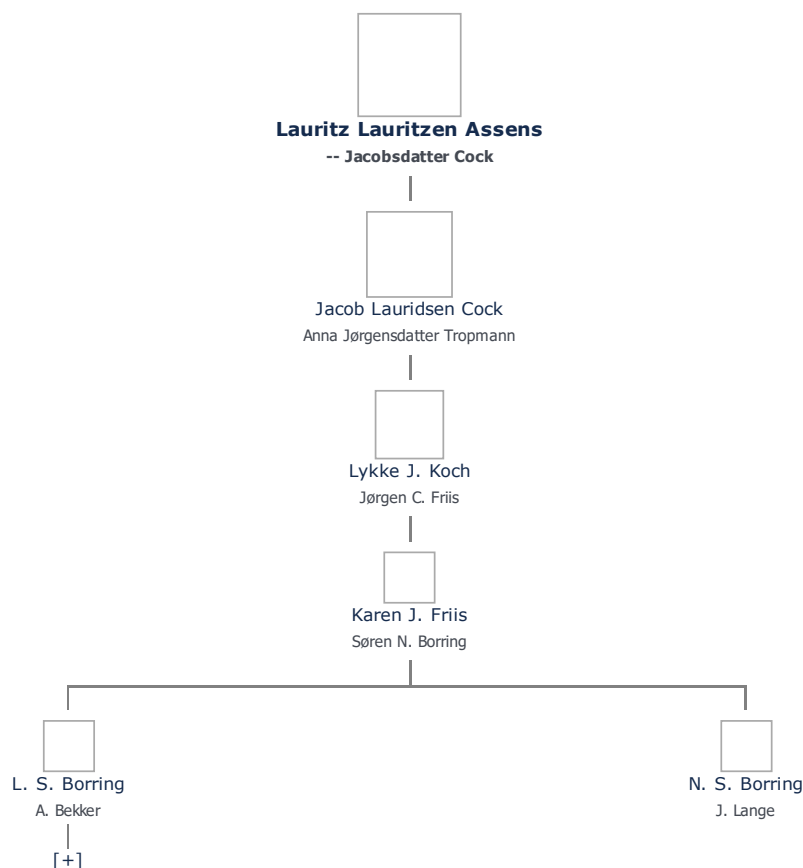 Lauritz Lauritzen Assens
-- Jacobsdatter Cock
Jacob Lauridsen Cock
Anna Jørgensdatter Tropmann
Lykke J. Koch
Jørgen C. Friis
Karen J. Friis
Søren N. Borring
L. S. Borring
A. Bekker
[+]
N. S. Borring
J. Lange